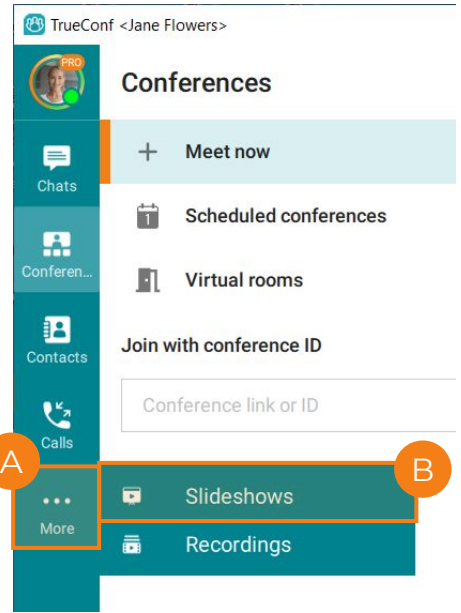 TrueConf <Jane Flowers>
PRO
Conferences
Chats
Meet now
1
Scheduled conferences
Conferen...
Virtual rooms
Contacts
Join with conference ID
Conference link or ID
Calls
A
B
More
Slideshows
Recordings